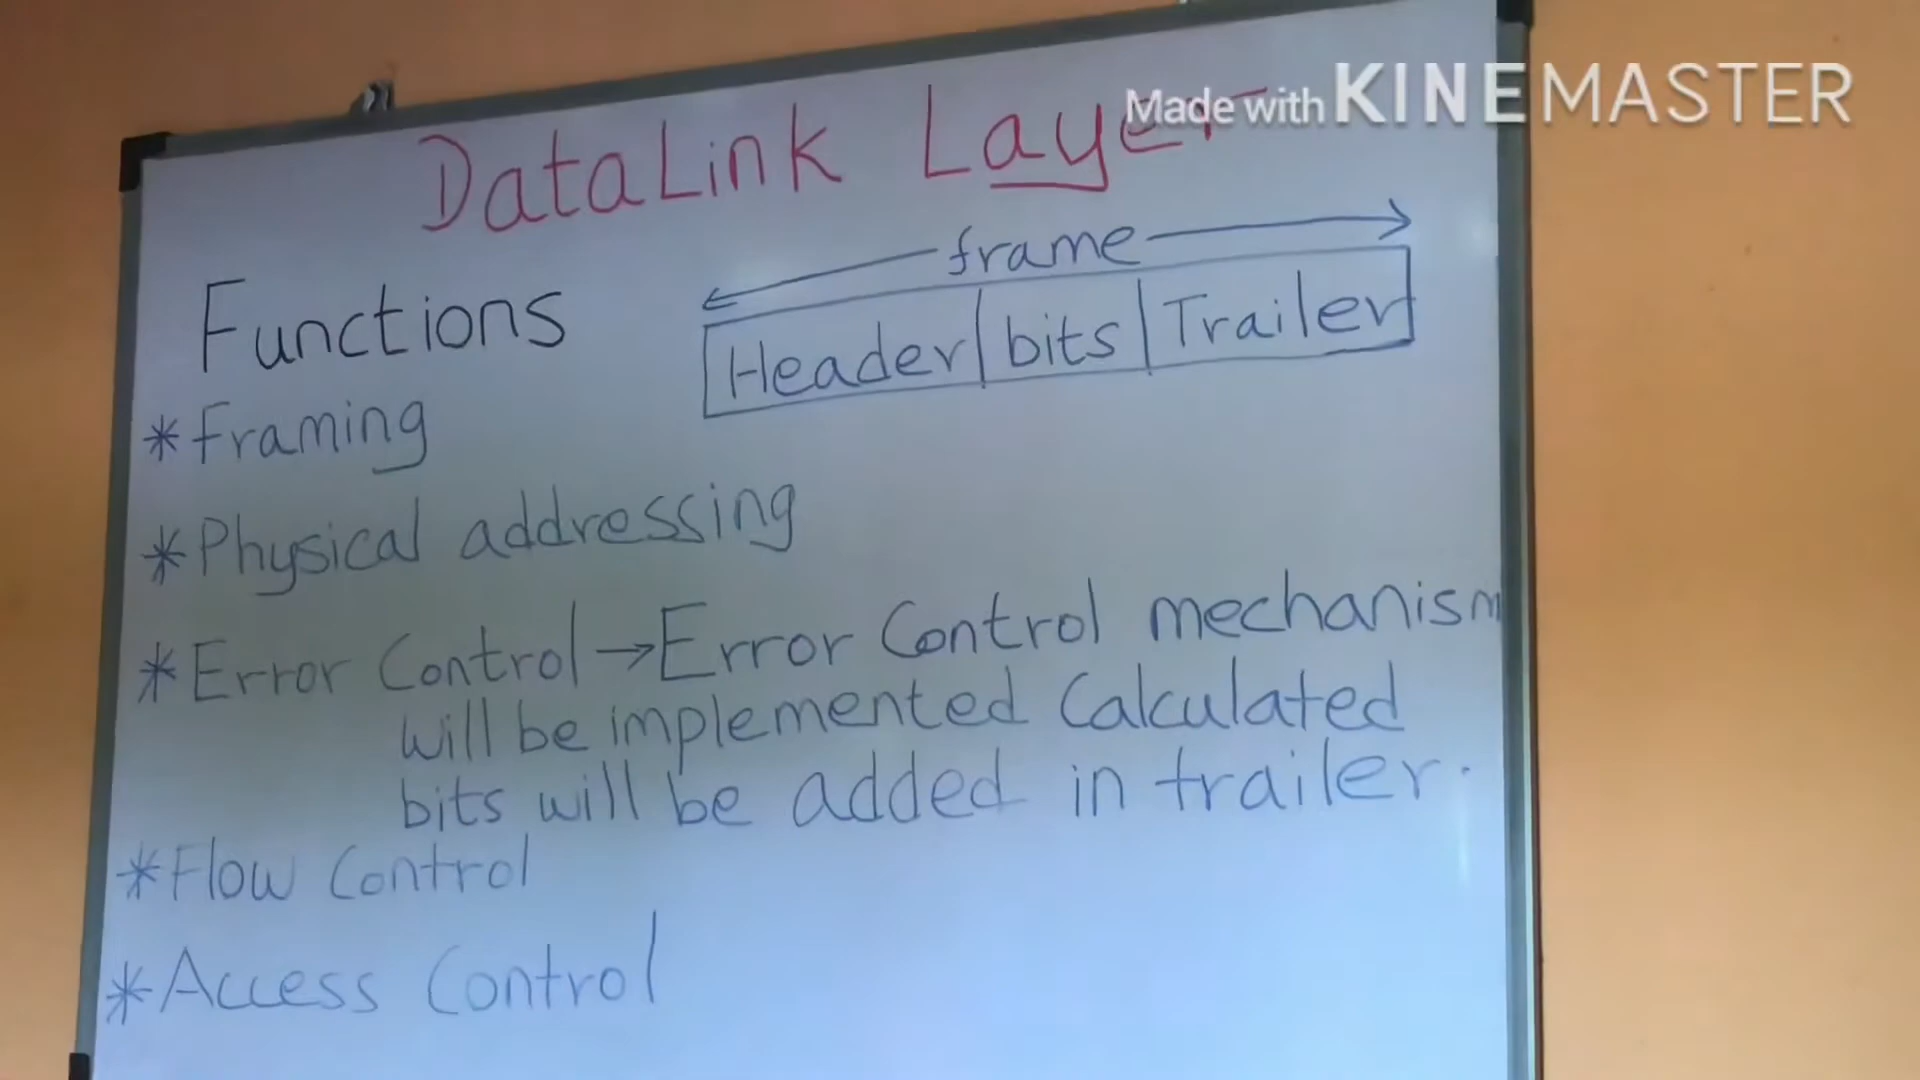 Made with KINEMASTER
DataLink Layer
Functions
frame
Header | bits | Trailer
* Framing
* Physical addressing
* Error Control → Error Control mechanism
will be implemented Calculated
bits will be added in trailer.
* Flow Control
* Access Control